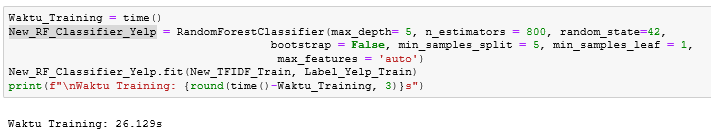 Waktu_Training = time()
New_RF_Classifier_Yelp = RandomForestClassifier(max_depth= 5, n_estimators = 800, random_state=42,
bootstrap = False, min_samples_split = 5, min_samples_leaf = 1,
max_features = 'auto')
New_RF_Classifier_Yelp.fit(New_TFIDF_Train, Label_Yelp_Train)
print(f"\nWaktu Training: {round(time()-Waktu_Training, 3)}s")
Waktu Training: 26.129s